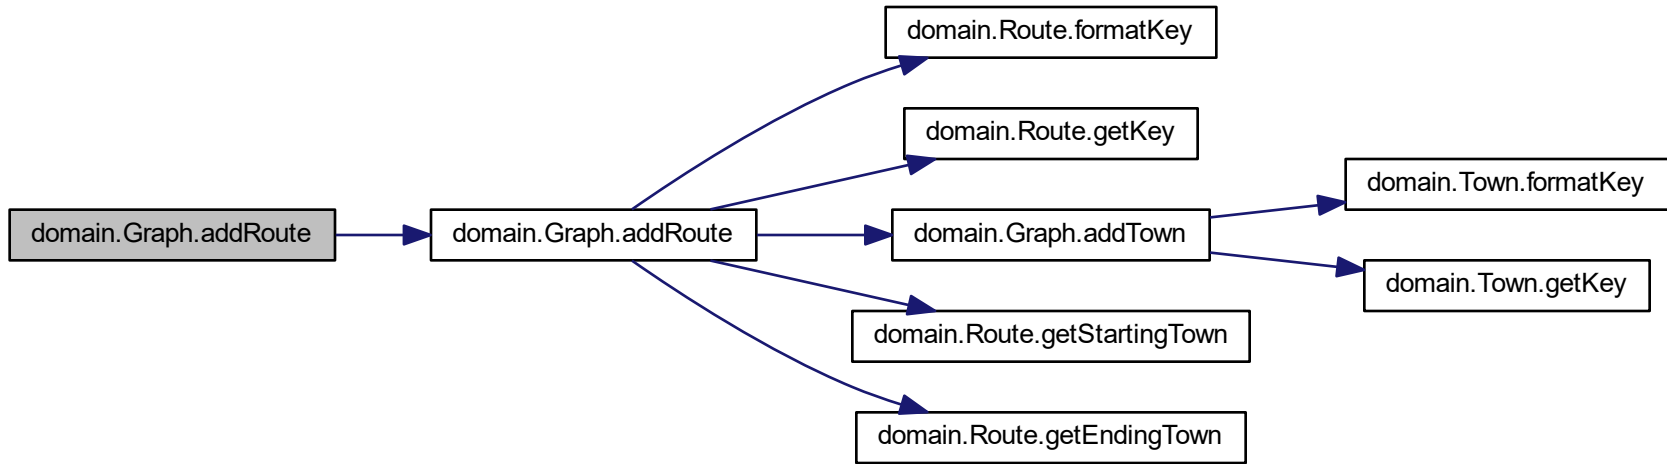 domain.Graph.addRoute
domain.Graph.addRoute
domain.Route.formatKey
domain.Route.getKey
domain.Graph.addTown
domain.Route.getStartingTown
domain.Route.getEndingTown
domain.Town.formatKey
domain.Town.getKey